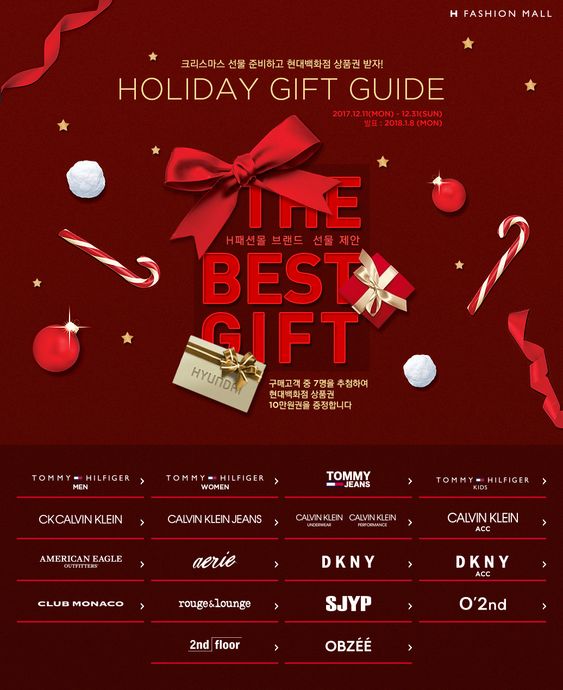 H FASHION MALL
크리스마스 선물 준비하고 현대백화점 상품권 받자!
HOLIDAY GIFT GUIDE
2017.12.11(MON) - 12.31(SUN)
발표 : 2018.1.8 (MON)
THE
H패션몰 브랜드 선물 제안
BEST
GIFT
HYUNDAI
구매고객 중 7명을 추첨하여
현대백화점 상품권
10만원권을 증정합니다
TOMMY HILFIGER MEN
TOMMY HILFIGER WOMEN
TOMMY JEANS
TOMMY HILFIGER KIDS
CK CALVIN KLEIN
CALVIN KLEIN JEANS
CALVIN KLEIN UNDERWEAR
CALVIN KLEIN PERFORMANCE
CALVIN KLEIN ACC
AMERICAN EAGLE OUTFITTERS
aerie
DKNY
DKNY ACC
CLUB MONACO
rouge&lounge
SJYP
O'2nd
2nd floor
OBZÉÉ